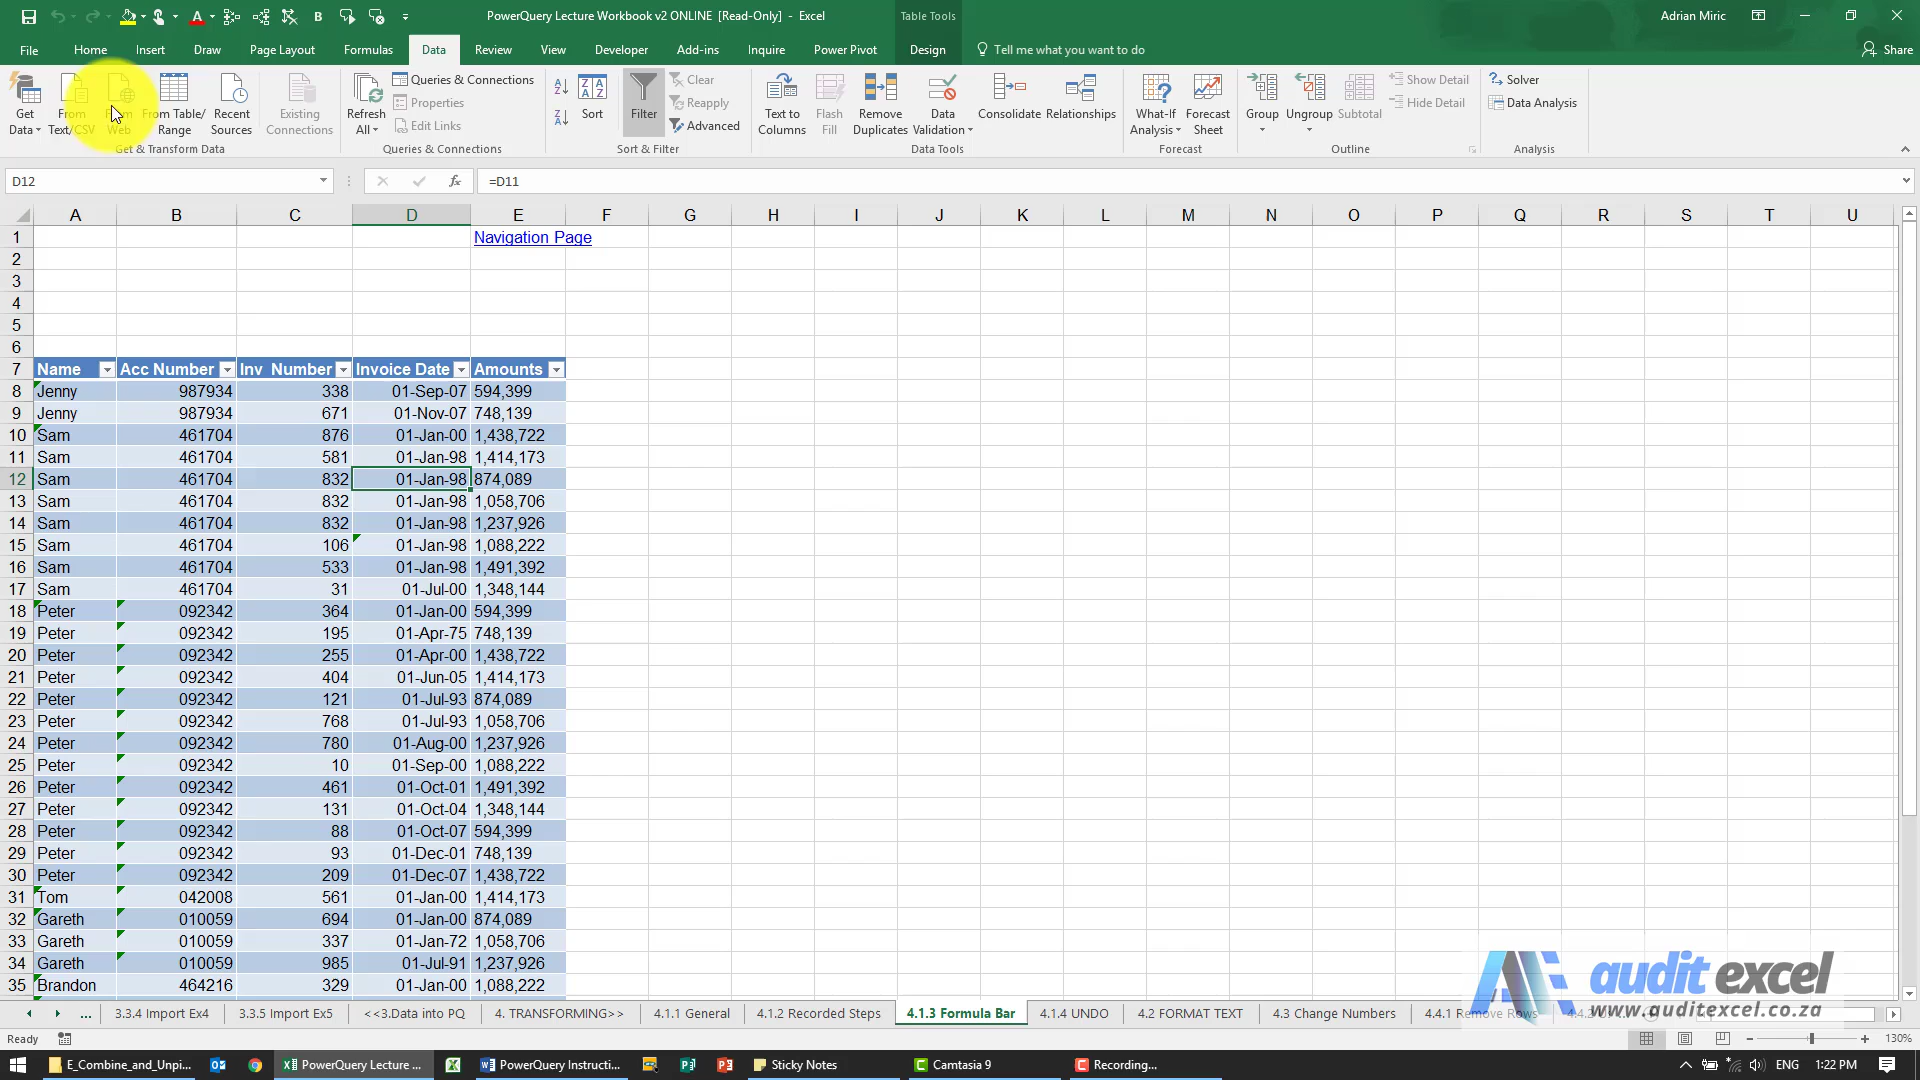 PowerQuery Lecture Workbook v2 ONLINE [Read-Only] - Excel
Table Tools
Adrian Miric
File Home Insert Draw Page Layout Formulas Data Review View Developer Add-ins Inquire Power Pivot Design Tell me what you want to do Share
Get Data
From Text/CSV
From Web
From Table/ Range
Recent Sources
Existing Connections
Get & Transform Data
Refresh All
Queries & Connections
Properties
Edit Links
Queries & Connections
Sort
Filter
Clear
Reapply
Advanced
Sort & Filter
Text to Columns
Flash Fill
Remove Duplicates
Data Validation
Consolidate
Relationships
Data Tools
What-If Analysis
Forecast Sheet
Forecast
Group
Ungroup
Subtotal
Show Detail
Hide Detail
Outline
Solver
Data Analysis
Analysis
D12 fx =D11
A B C D E F G H I J K L M N O P Q R S T U
1 Navigation Page
2
3
4
5
6
7 Name Acc Number Inv Number Invoice Date Amounts
8 Jenny 987934 338 01-Sep-07 594,399
9 Jenny 987934 671 01-Nov-07 748,139
10 Sam 461704 876 01-Jan-00 1,438,722
11 Sam 461704 581 01-Jan-98 1,414,173
12 Sam 461704 832 01-Jan-98 874,089
13 Sam 461704 832 01-Jan-98 1,058,706
14 Sam 461704 832 01-Jan-98 1,237,926
15 Sam 461704 106 01-Jan-98 1,088,222
16 Sam 461704 533 01-Jan-98 1,491,392
17 Sam 461704 31 01-Jul-00 1,348,144
18 Peter 092342 364 01-Jan-00 594,399
19 Peter 092342 195 01-Apr-75 748,139
20 Peter 092342 255 01-Apr-00 1,438,722
21 Peter 092342 404 01-Jun-05 1,414,173
22 Peter 092342 121 01-Jul-93 874,089
23 Peter 092342 768 01-Jul-93 1,058,706
24 Peter 092342 780 01-Aug-00 1,237,926
25 Peter 092342 10 01-Sep-00 1,088,222
26 Peter 092342 461 01-Oct-01 1,491,392
27 Peter 092342 131 01-Oct-04 1,348,144
28 Peter 092342 88 01-Oct-07 594,399
29 Peter 092342 93 01-Dec-01 748,139
30 Peter 092342 209 01-Dec-07 1,438,722
31 Tom 042008 561 01-Jan-00 1,414,173
32 Gareth 010059 694 01-Jan-00 874,089
33 Gareth 010059 337 01-Jan-72 1,058,706
34 Gareth 010059 985 01-Jul-91 1,237,926
35 Brandon 464216 329 01-Jan-00 1,088,222
audit excel
www.auditexcel.co.za
... 3.3.4 Import Ex4 3.3.5 Import Ex5 <<3.Data into PQ 4. TRANSFORMING>> 4.1.1 General 4.1.2 Recorded Steps 4.1.3 Formula Bar 4.1.4 UNDO 4.2 FORMAT TEXT 4.3 Change Numbers 4.4.1 Remove Rows
Ready 130%
E_Combine_and_Unpi... PowerQuery Lecture ... PowerQuery Instructi... Sticky Notes Camtasia 9 Recording... ENG 1:22 PM